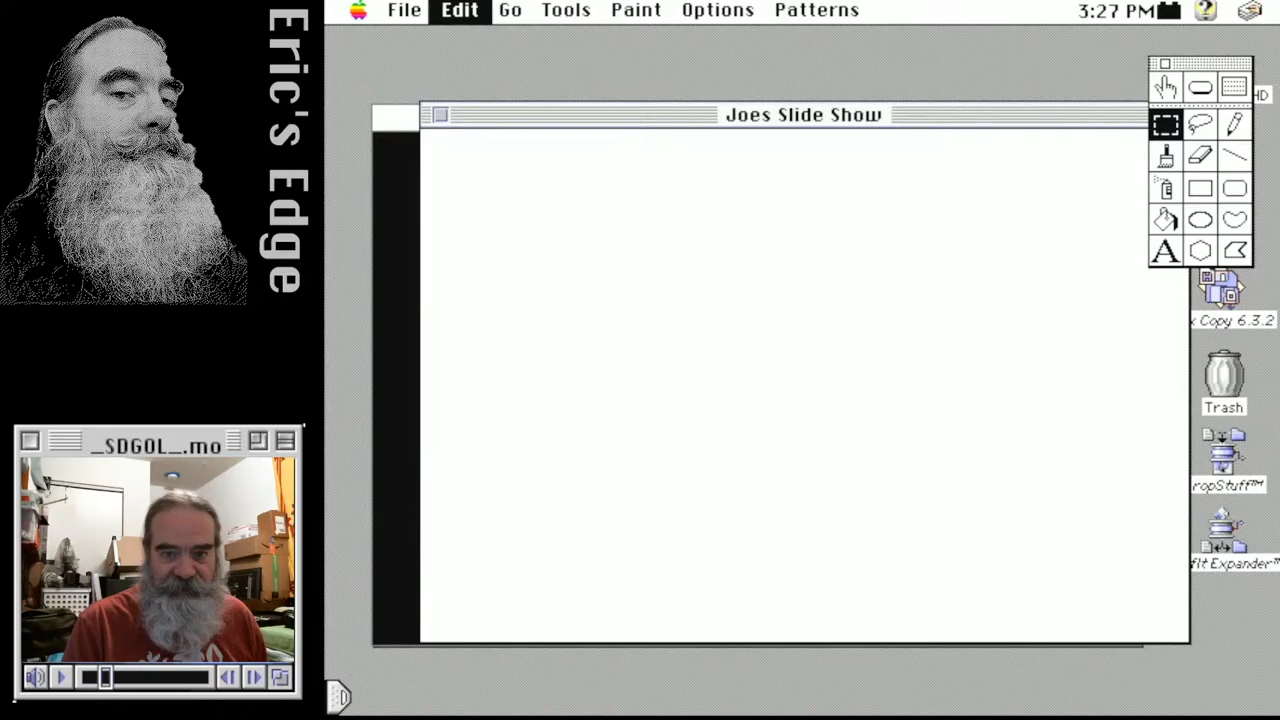 Eric's Edge
File Edit Go Tools Paint Options Patterns 3:27 PM
Joes Slide Show
HD
A
x Copy 6.3.2
Trash
ropStuff™
fIt Expander™
_SDGOL_.mo